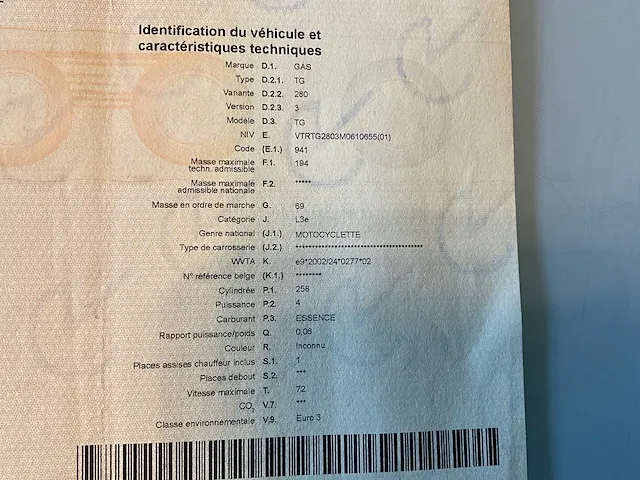 Identification du véhicule et
caractéristiques techniques
Marque D.1. GAS
Type D.2.1. TG
Variante D.2.2. 280
Version D.2.3. 3
Modèle D.3. TG
NIV E. VTRTG2803M0610655(01)
Code (E.1.) 941
Masse maximale
techn. admissible F.1. 194
Masse maximale
admissible nationale F.2. *****
Masse en ordre de marche G. 69
Catégorie J. L3e
Genre national (J.1.) MOTOCYCLETTE
Type de carrosserie (J.2.) ****************************************
WVTA K. e9*2002/24*0277*02
N° référence belge (K.1.) ********
Cylindrée P.1. 258
Puissance P.2. 4
Carburant P.3. ESSENCE
Rapport puissance/poids Q. 0,06
Couleur R. Inconnu
Places assises chauffeur inclus S.1. 1
Places debout S.2. ***
Vitesse maximale T. 72
CO2 V.7. ***
Classe environnementale V.9. Euro 3